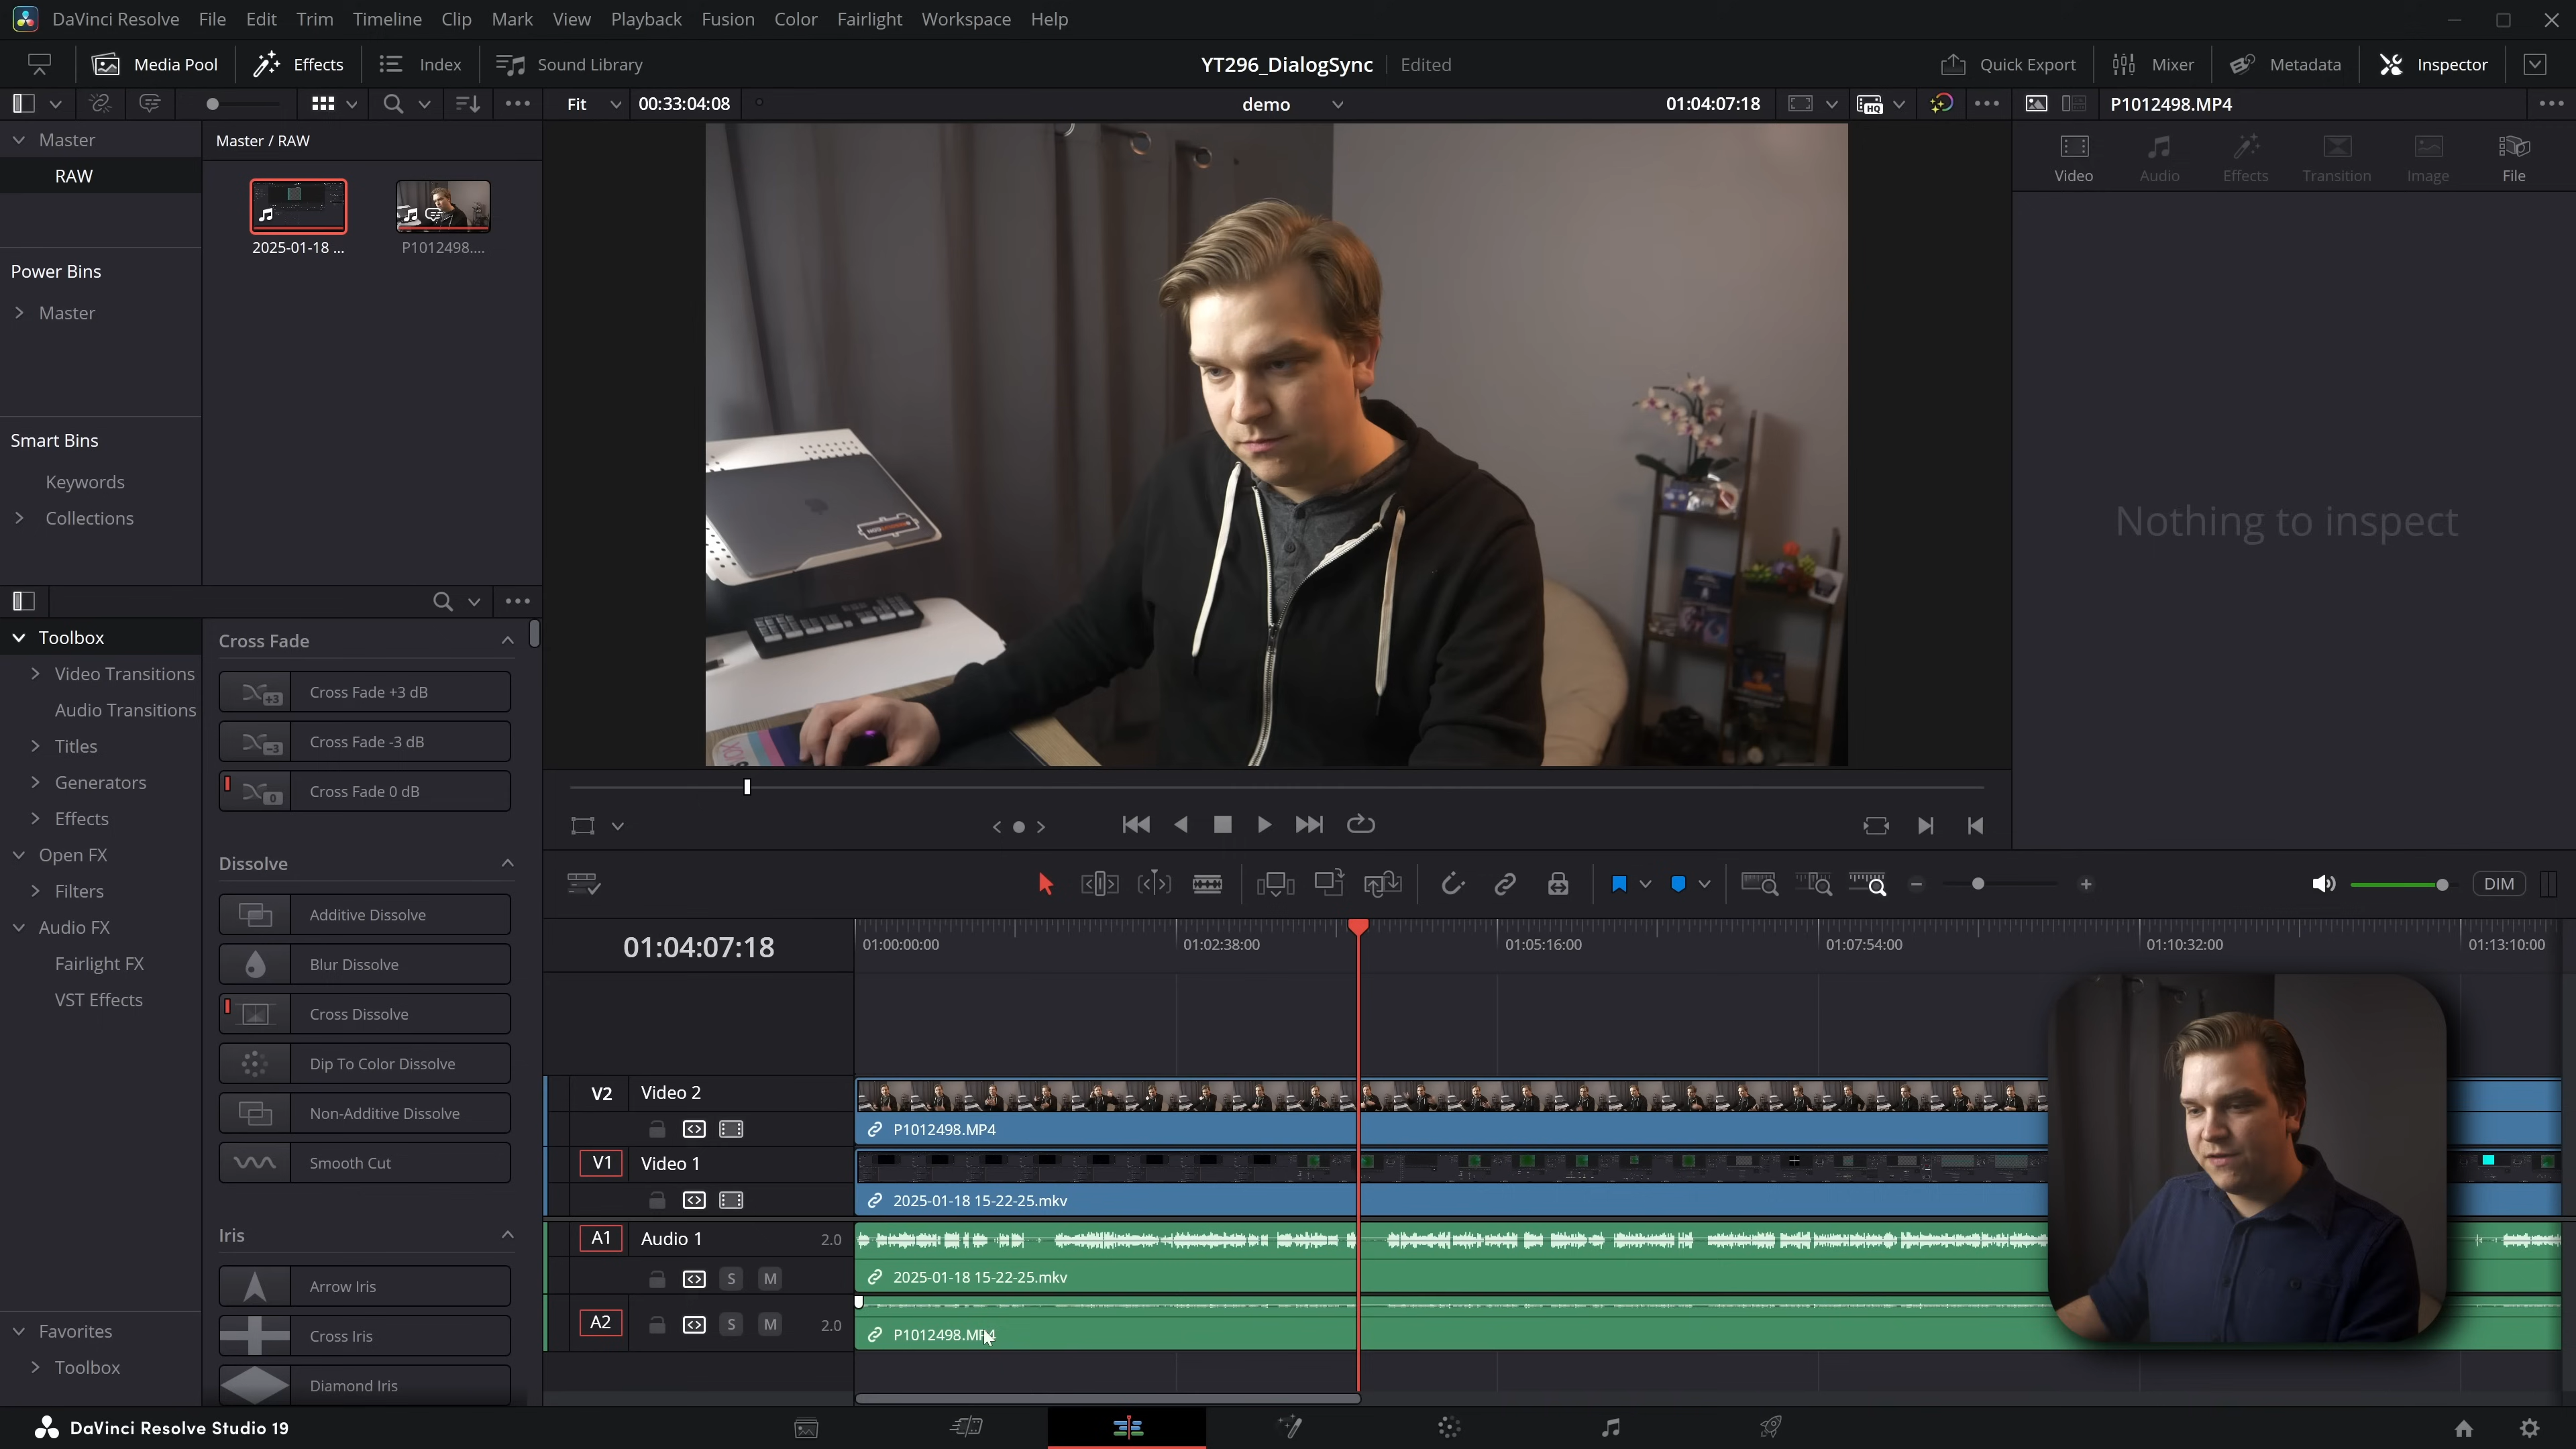 DaVinci Resolve File Edit Trim Timeline Clip Mark View Playback Fusion Color Fairlight Workspace Help
Media Pool Effects Index Sound Library YT296_DialogSync Edited Quick Export Mixer Metadata Inspector
Fit 00:33:04:08 demo 01:04:07:18 HQ P1012498.MP4
Master
Master / RAW
RAW
Video Audio Effects Transition Image File
2025-01-18 ... P1012498....
Power Bins
Master
Smart Bins
Keywords
Collections
Nothing to inspect
Toolbox
Video Transitions
Audio Transitions
Titles
Generators
Effects
Open FX
Filters
Audio FX
Fairlight FX
VST Effects
Favorites
Toolbox
Cross Fade
+3 Cross Fade +3 dB
-3 Cross Fade -3 dB
0 Cross Fade 0 dB
Dissolve
Additive Dissolve
Blur Dissolve
Cross Dissolve
Dip To Color Dissolve
Non-Additive Dissolve
Smooth Cut
Iris
Arrow Iris
Cross Iris
Diamond Iris
DIM
01:04:07:18 01:00:00:00 01:02:38:00 01:05:16:00 01:07:54:00 01:10:32:00 01:13:10:00
V2 Video 2
P1012498.MP4
V1 Video 1
2025-01-18 15-22-25.mkv
A1 Audio 1 2.0
S M 2025-01-18 15-22-25.mkv
A2 S M 2.0
P1012498.MP4
DaVinci Resolve Studio 19